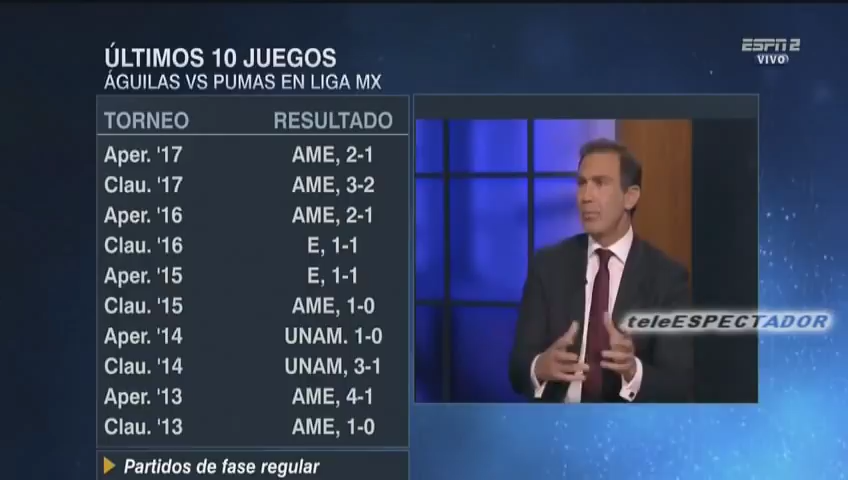 ÚLTIMOS 10 JUEGOS
ÁGUILAS VS PUMAS EN LIGA MX
ESPN 2
VIVO
TORNEO RESULTADO
Aper. '17 AME, 2-1
Clau. '17 AME, 3-2
Aper. '16 AME, 2-1
Clau. '16 E, 1-1
Aper. '15 E, 1-1
Clau. '15 AME, 1-0
Aper. '14 UNAM. 1-0
Clau. '14 UNAM, 3-1
Aper. '13 AME, 4-1
Clau. '13 AME, 1-0
Partidos de fase regular
teleESPECTADOR